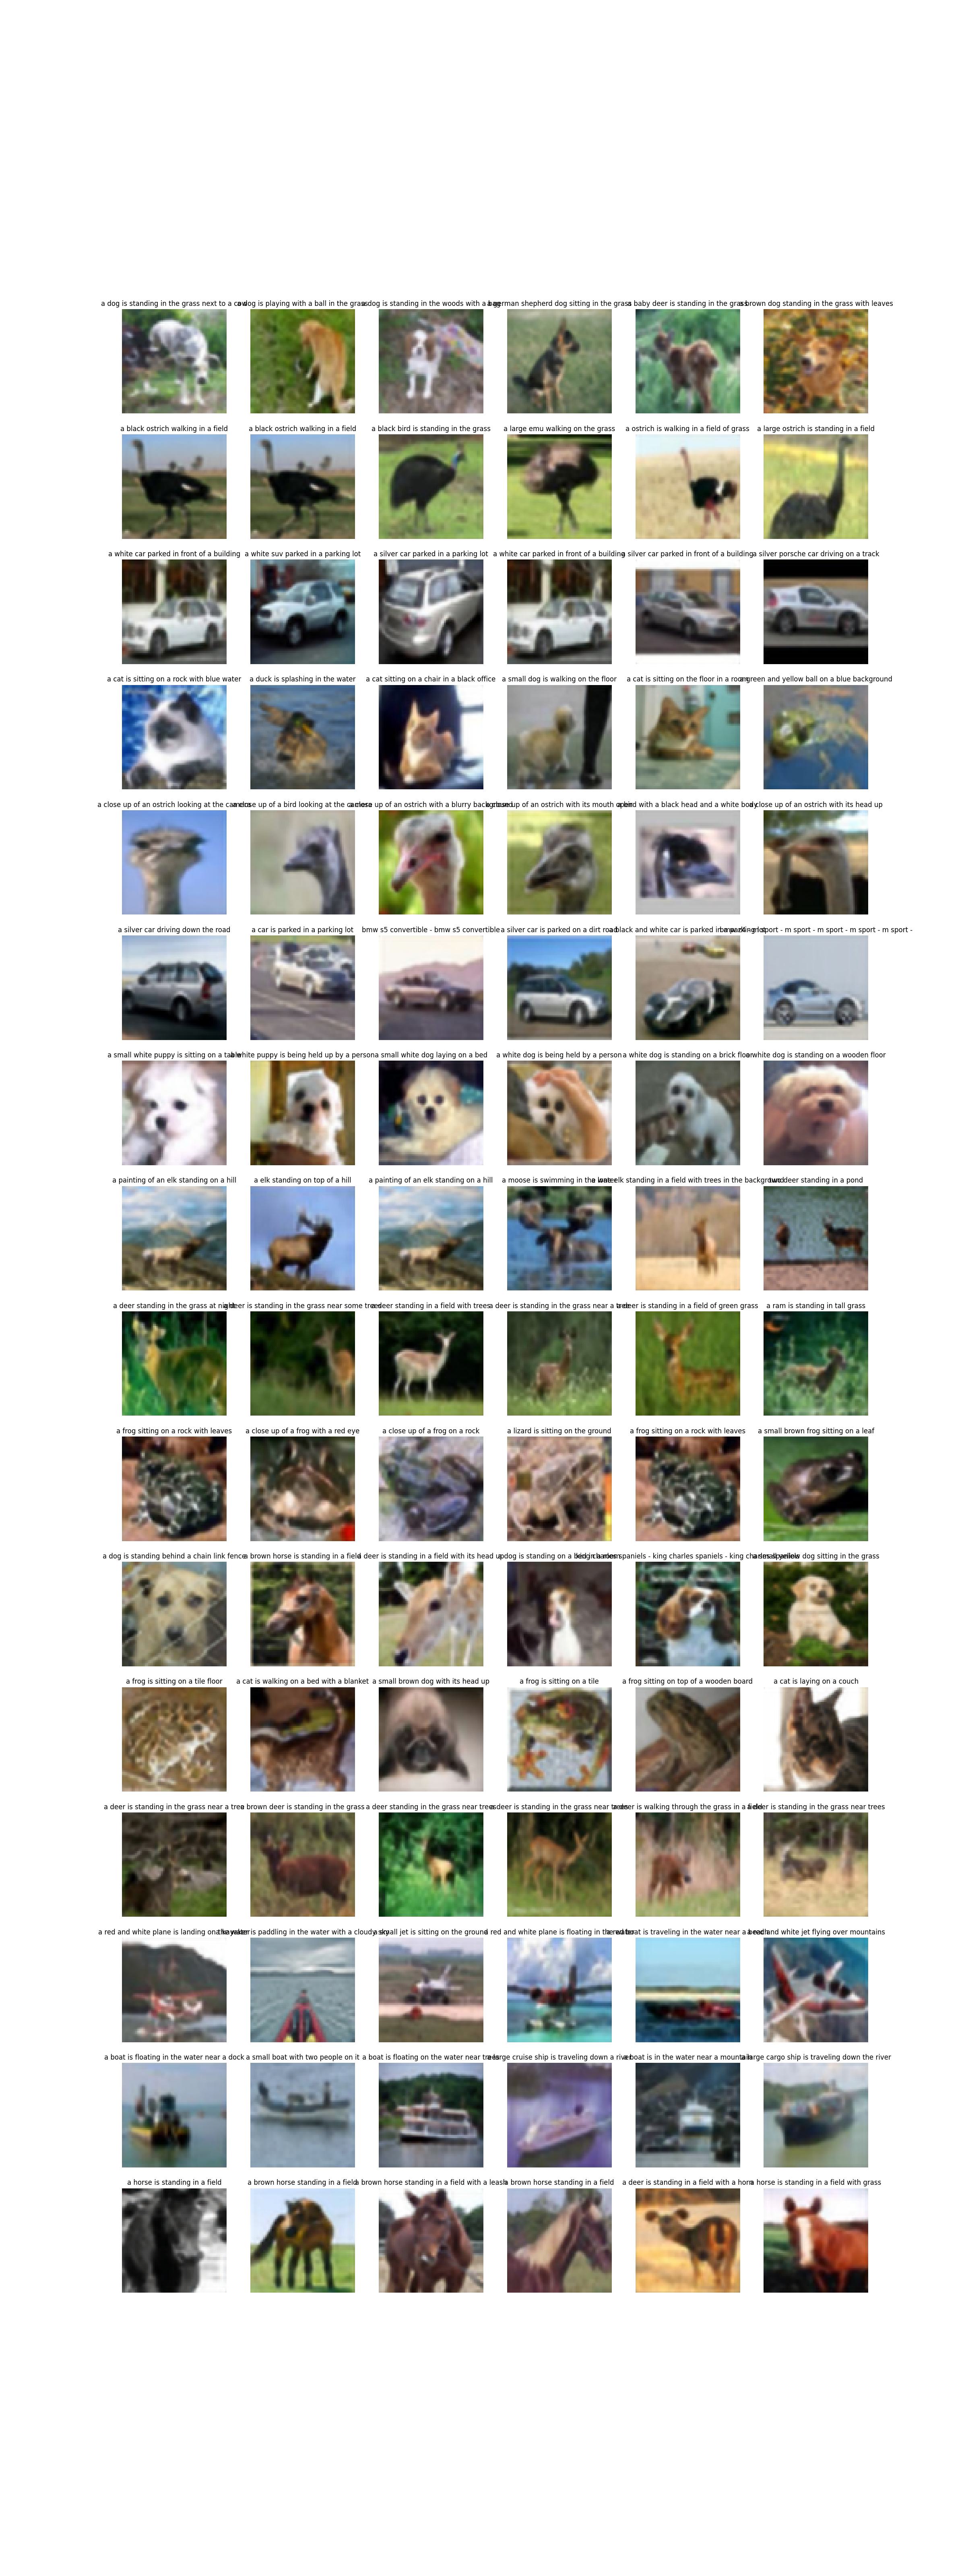 a dog is standing in the grass next to a cow a dog is playing with a ball in the grass a dog is standing in the woods with a bag a german shepherd dog sitting in the grass a baby deer is standing in the grass a brown dog standing in the grass with leaves
a black ostrich walking in a field a black ostrich walking in a field a black bird is standing in the grass a large emu walking on the grass a ostrich is walking in a field of grass a large ostrich is standing in a field
a white car parked in front of a building a white suv parked in a parking lot a silver car parked in a parking lot a white car parked in front of a building a silver car parked in front of a building a silver porsche car driving on a track
a cat is sitting on a rock with blue water a duck is splashing in the water a cat sitting on a chair in a black office a small dog is walking on the floor a cat is sitting on the floor in a room a green and yellow ball on a blue background
a close up of an ostrich looking at the camera a close up of a bird looking at the camera a close up of an ostrich with a blurry background a close up of an ostrich with its mouth open a bird with a black head and a white body a close up of an ostrich with its head up
a silver car driving down the road a car is parked in a parking lot bmw s5 convertible - bmw s5 convertible a silver car is parked on a dirt road a black and white car is parked in a parking lot sport - m sport - m sport - m sport - m sport -
a small white puppy is sitting on a table a white puppy is being held up by a person a small white dog laying on a bed a white dog is being held by a person a white dog is standing on a brick floor a white dog is standing on a wooden floor
a painting of an elk standing on a hill a elk standing on top of a hill a painting of an elk standing on a hill a moose is swimming in the water a elk standing in a field with trees in the background two deer standing in a pond
a deer standing in the grass at night a deer is standing in the grass near some trees a deer standing in a field with trees a deer is standing in the grass near a tree a deer is standing in a field of green grass a ram is standing in tall grass
a frog sitting on a rock with leaves a close up of a frog with a red eye a close up of a frog on a rock a lizard is sitting on the ground a frog sitting on a rock with leaves a small brown frog sitting on a leaf
a dog is standing behind a chain link fence a brown horse is standing in a field a deer is standing in a field with its head up a dog is standing on a bed in a room spaniels - king charles spaniels - king charles spaniels a small yellow dog sitting in the grass
a frog is sitting on a tile floor a cat is walking on a bed with a blanket a small brown dog with its head up a frog is sitting on a tile a frog sitting on top of a wooden board a cat is laying on a couch
a deer is standing in the grass near a tree a brown deer is standing in the grass a deer standing in the grass near trees a deer is standing in the grass near trees a deer is walking through the grass in a field a deer is standing in the grass near trees
a red and white plane is landing on the water a kayaker is paddling in the water with a cloudy sky a small jet is sitting on the ground a red and white plane is floating in the water a red boat is traveling in the water near a beach a red and white jet flying over mountains
a boat is floating in the water near a dock a small boat with two people on it a boat is floating on the water near trees a large cruise ship is traveling down a river a boat is in the water near a mountain a large cargo ship is traveling down the river
a horse is standing in a field a brown horse standing in a field a brown horse standing in a field with a leash a brown horse standing in a field a deer is standing in a field with a horn a horse is standing in a field with grass